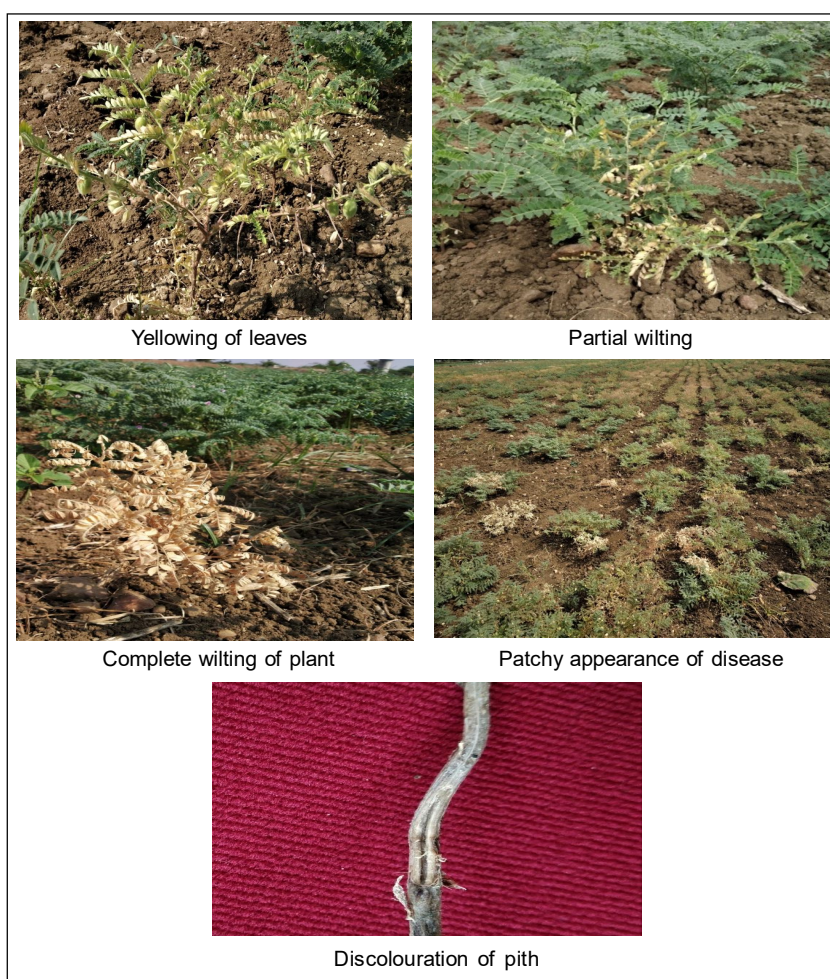 Yellowing of leaves
Partial wilting
Complete wilting of plant
Patchy appearance of disease
Discolouration of pith